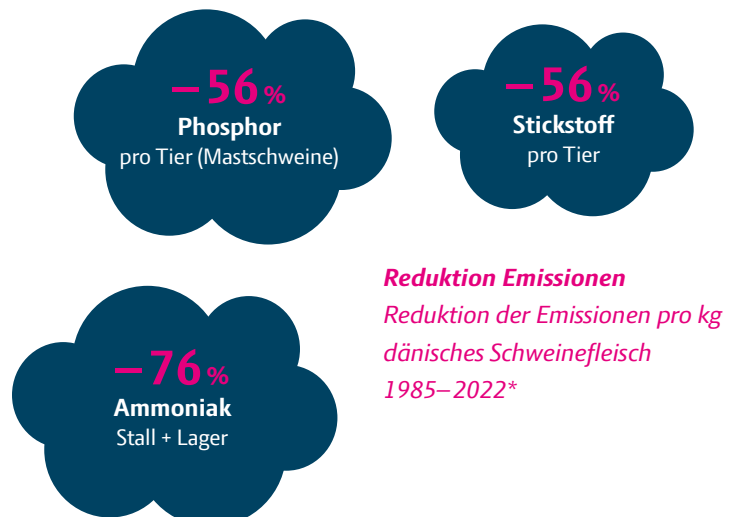 –56 %
Phosphor
pro Tier (Mastschweine)
–56 %
Stickstoff
pro Tier
Reduktion Emissionen
Reduktion der Emissionen pro kg
dänisches Schweinefleisch
1985–2022*
–76 %
Ammoniak
Stall + Lager